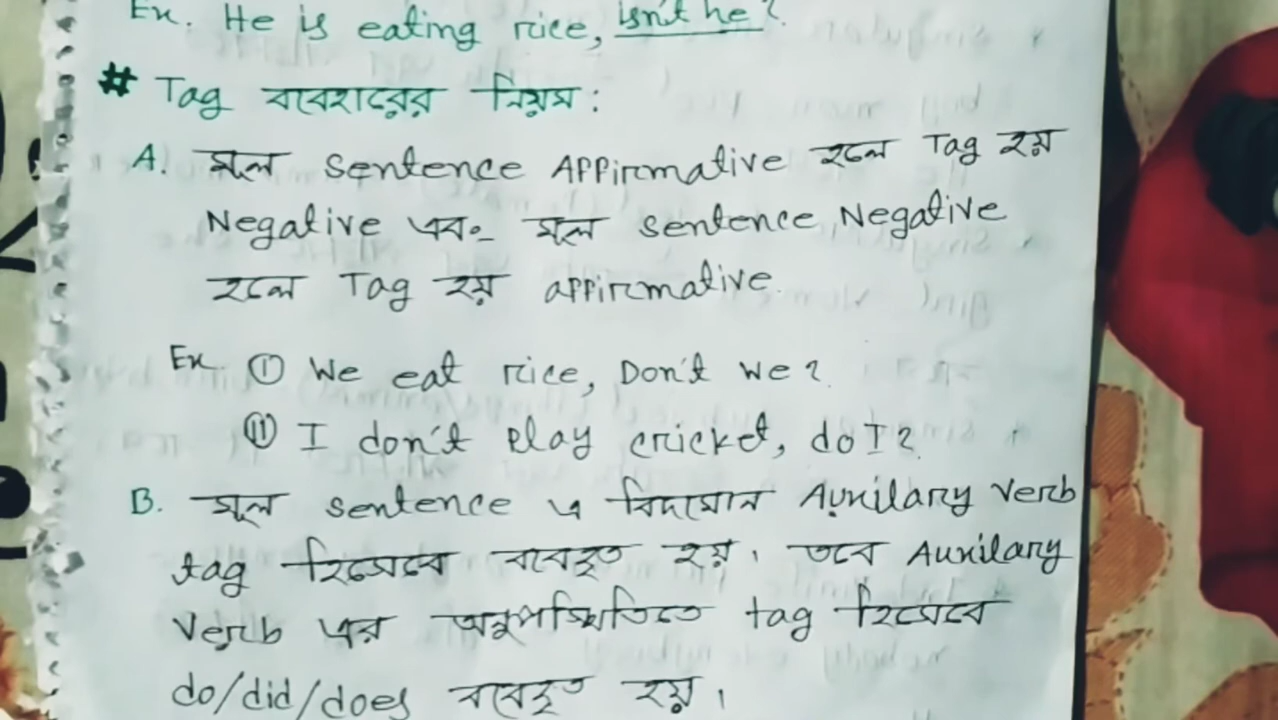 Ex. He is eating rice, isn't he?
# Tag ব্যবহারের নিয়ম:
A. মূল sentence Affirmative হলে Tag হয়
Negative এবং মূল sentence Negative
হলে Tag হয় affirmative.
Ex. (i) We eat rice, Don't we?
(ii) I don't play cricket, do I?
B. মূল sentence এ বিদ্যমান Auxilary verb
tag হিসেবে ব্যবহৃত হয়। তবে Auxilary
Verb এর অনুপস্থিতিতে tag হিসেবে
do/did/does ব্যবহৃত হয়।